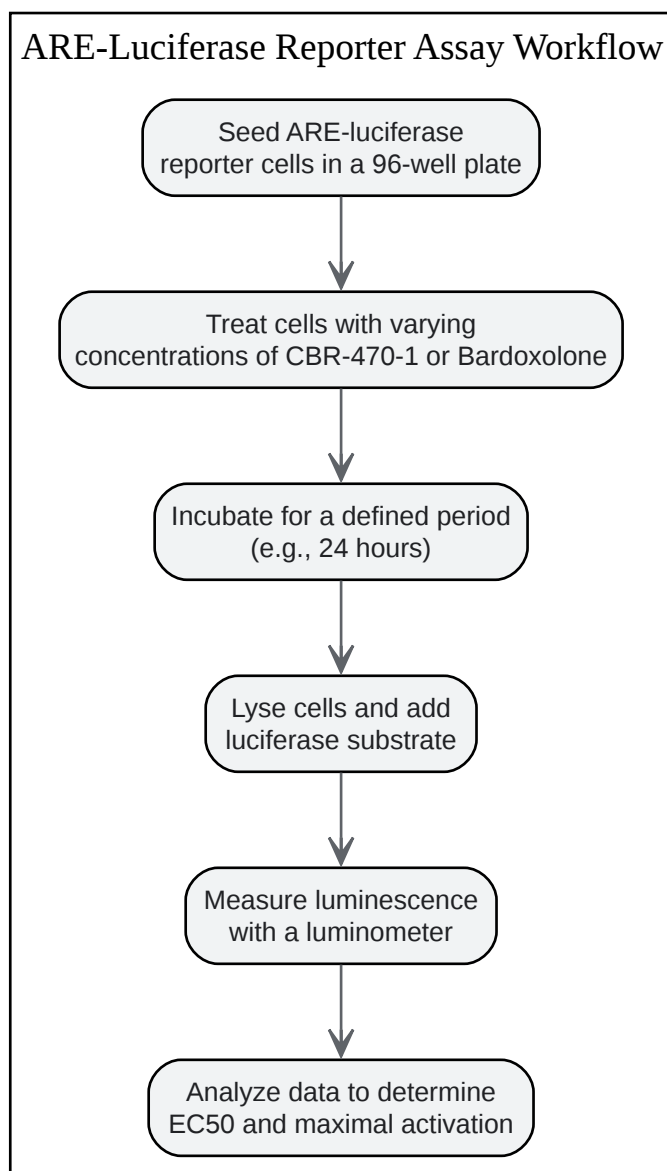 ARE-Luciferase Reporter Assay Workflow
Seed ARE-luciferase
reporter cells in a 96-well plate
Treat cells with varying
concentrations of CBR-470-1 or Bardoxolone
Incubate for a defined period
(e.g., 24 hours)
Lyse cells and add
luciferase substrate
Measure luminescence
with a luminometer
Analyze data to determine
EC50 and maximal activation